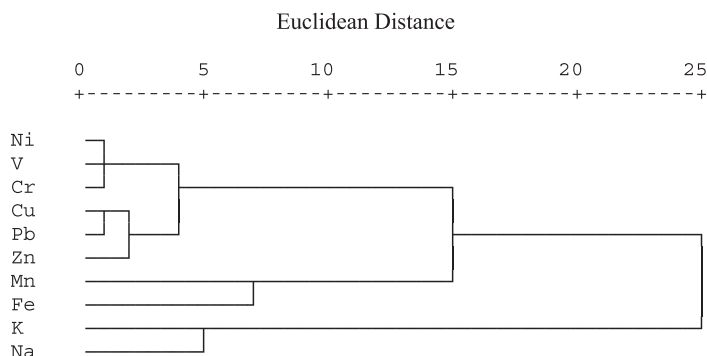 Euclidean Distance
0 5 10 15 20 25
+---------+---------+---------+---------+---------+
Ni
V
Cr
Cu
Pb
Zn
Mn
Fe
K
Na